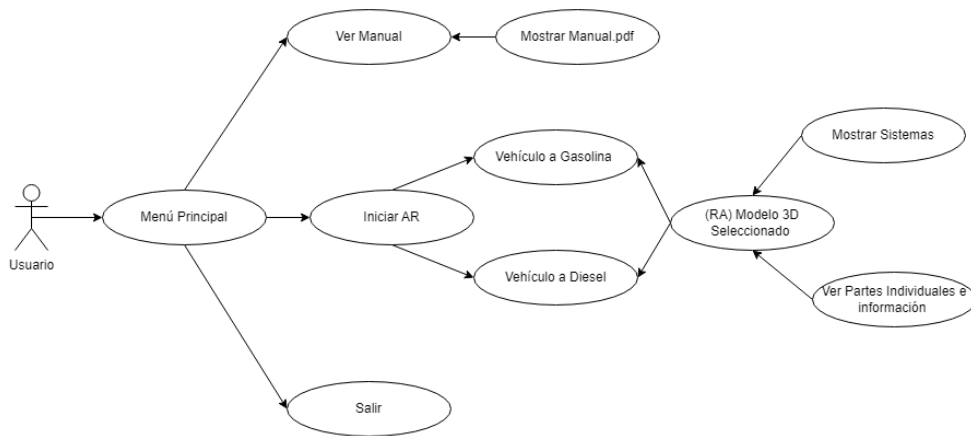 Ver Manual
Mostrar Manual.pdf
Mostrar Sistemas
Vehículo a Gasolina
Usuario
Menú Principal
Iniciar AR
(RA) Modelo 3D
Seleccionado
Vehículo a Diesel
Ver Partes Individuales e
información
Salir